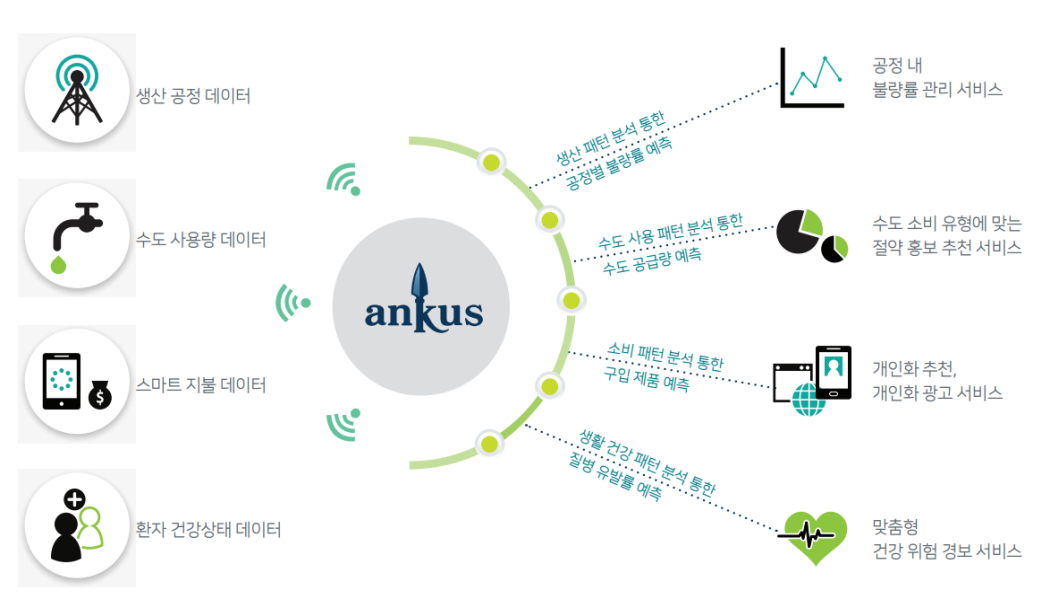 생산 공정 데이터
수도 사용량 데이터
스마트 지불 데이터
환자 건강상태 데이터
ankus
생산 패턴 분석 통한
공정별 불량률 예측
수도 사용 패턴 분석 통한
수도 공급량 예측
소비 패턴 분석 통한
구입 제품 예측
생활 건강 패턴 분석 통한
질병 유발률 예측
공정 내
불량률 관리 서비스
수도 소비 유형에 맞는
절약 홍보 추천 서비스
개인화 추천,
개인화 광고 서비스
맞춤형
건강 위험 경보 서비스